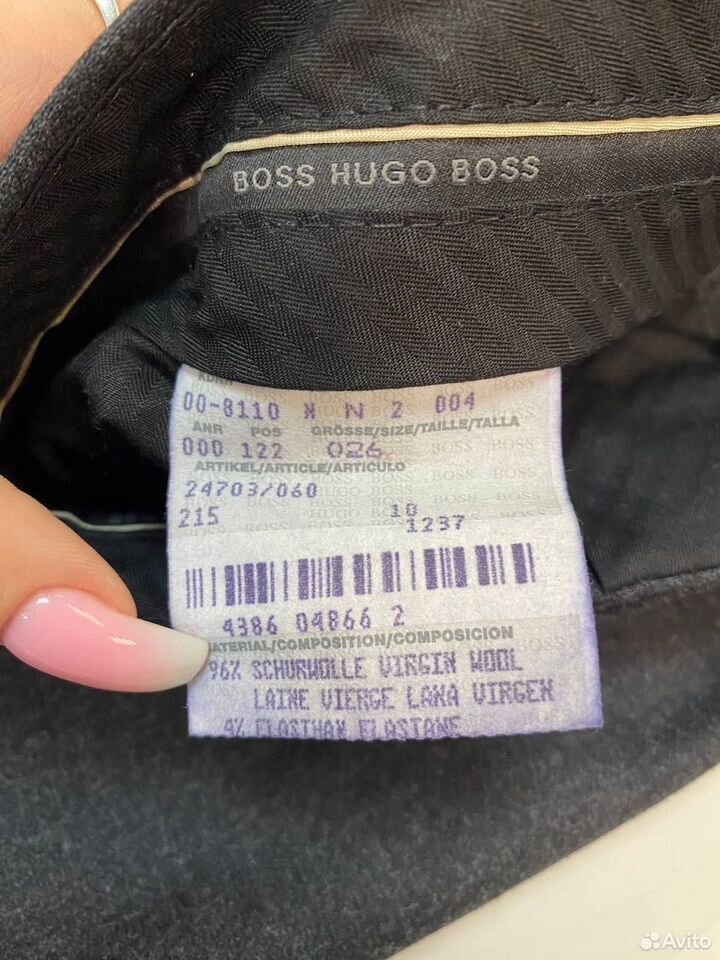 BOSS HUGO BOSS
00-8110 X N 2 004
ANR POS GRÖSSE/SIZE/TAILLE/TALLA
000 122 026
ARTIKEL/ARTICLE/ARTICULO
24703/060
215 10
1237
4386 04866 2
MATERIAL/COMPOSITION/COMPOSICION
96% SCHURWOLLE VIRGIN WOOL
LAINE VIERGE LANA VIRGEN
4% ELASTHAN ELASTANE
Avito